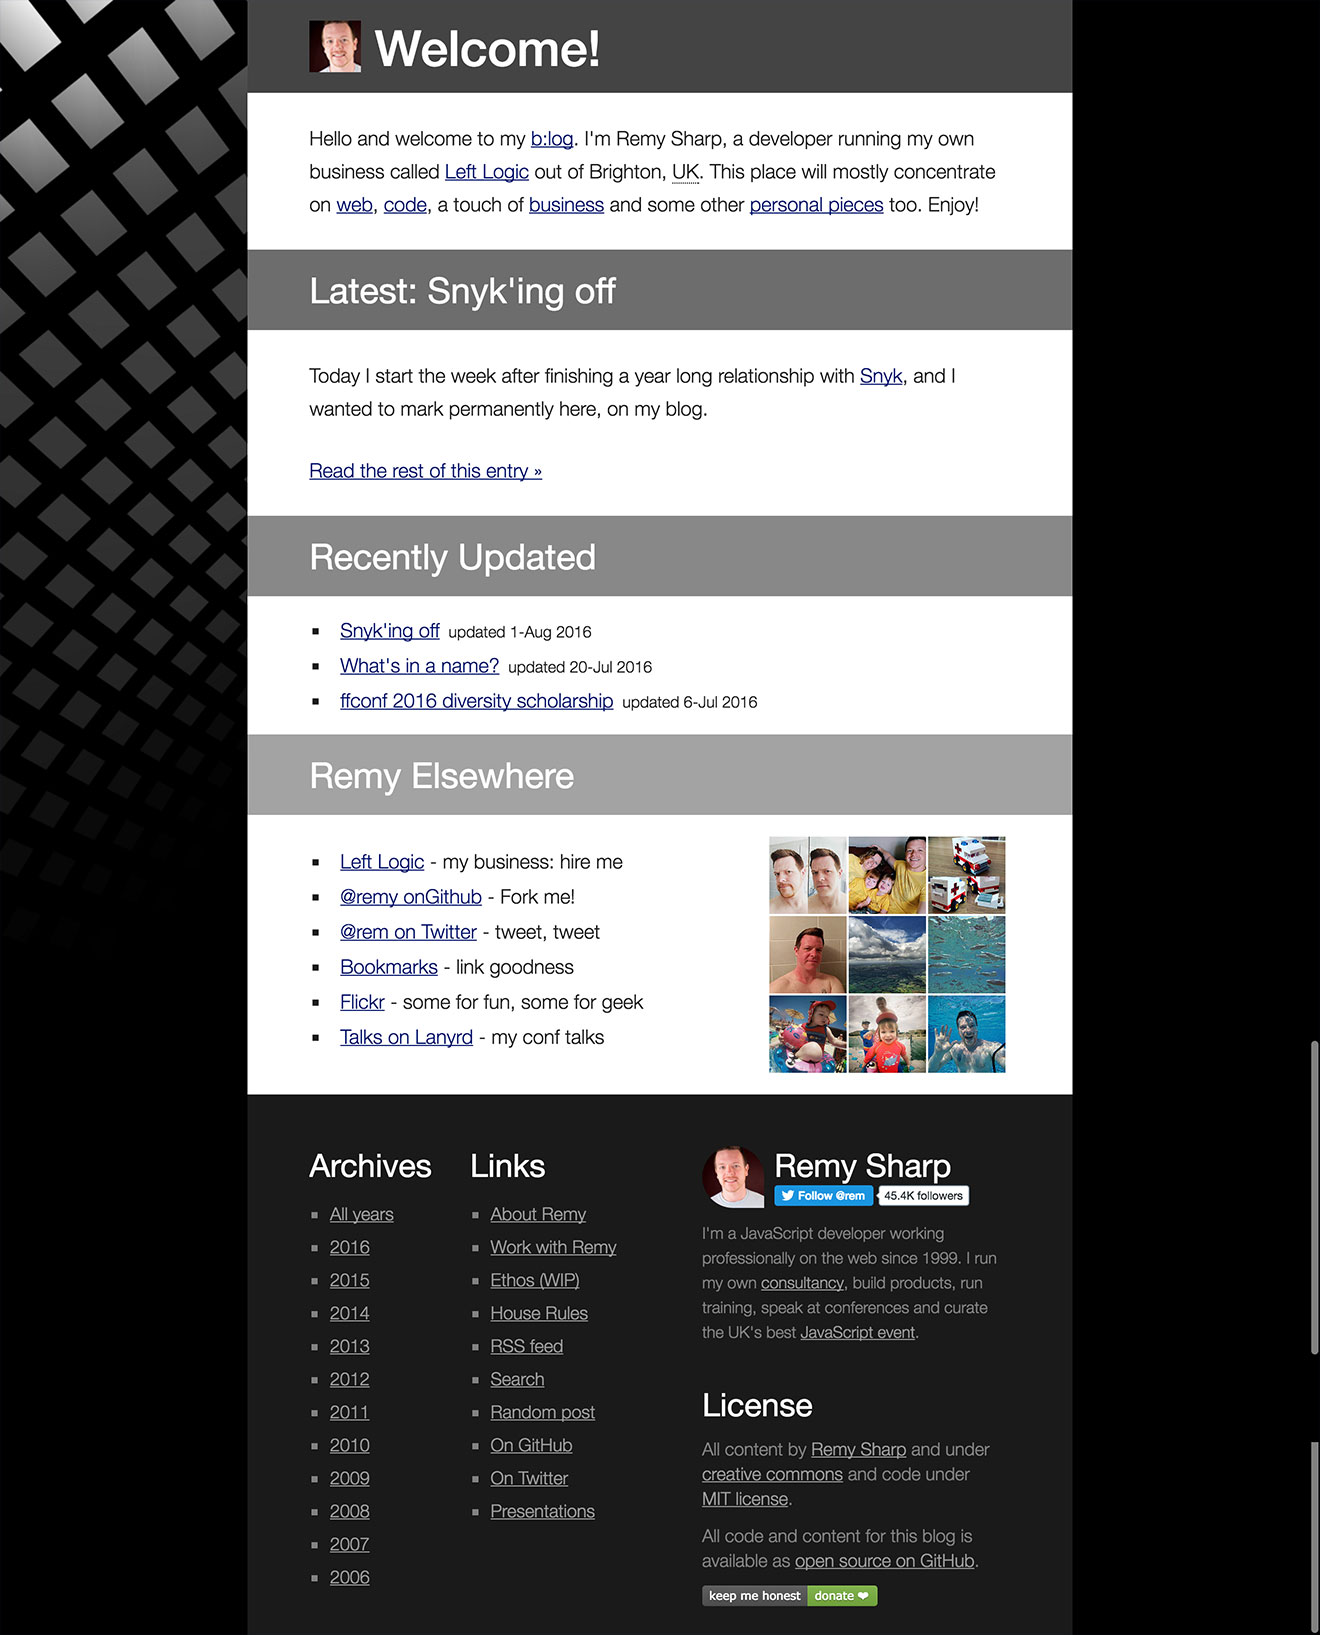 Welcome!
Hello and welcome to my b:log. I'm Remy Sharp, a developer running my own
business called Left Logic out of Brighton, UK. This place will mostly concentrate
on web, code, a touch of business and some other personal pieces too. Enjoy!
Latest: Snyk'ing off
Today I start the week after finishing a year long relationship with Snyk, and I
wanted to mark permanently here, on my blog.
Read the rest of this entry »
Recently Updated
Snyk'ing off updated 1-Aug 2016
What's in a name? updated 20-Jul 2016
ffconf 2016 diversity scholarship updated 6-Jul 2016
Remy Elsewhere
Left Logic - my business: hire me
@remy onGithub - Fork me!
@rem on Twitter - tweet, tweet
Bookmarks - link goodness
Flickr - some for fun, some for geek
Talks on Lanyrd - my conf talks
Archives
All years
2016
2015
2014
2013
2012
2011
2010
2009
2008
2007
2006
Links
About Remy
Work with Remy
Ethos (WIP)
House Rules
RSS feed
Search
Random post
On GitHub
On Twitter
Presentations
Remy Sharp
Follow @rem 45.4K followers
I'm a JavaScript developer working
professionally on the web since 1999. I run
my own consultancy, build products, run
training, speak at conferences and curate
the UK's best JavaScript event.
License
All content by Remy Sharp and under
creative commons and code under
MIT license.
All code and content for this blog is
available as open source on GitHub.
keep me honest donate ❤